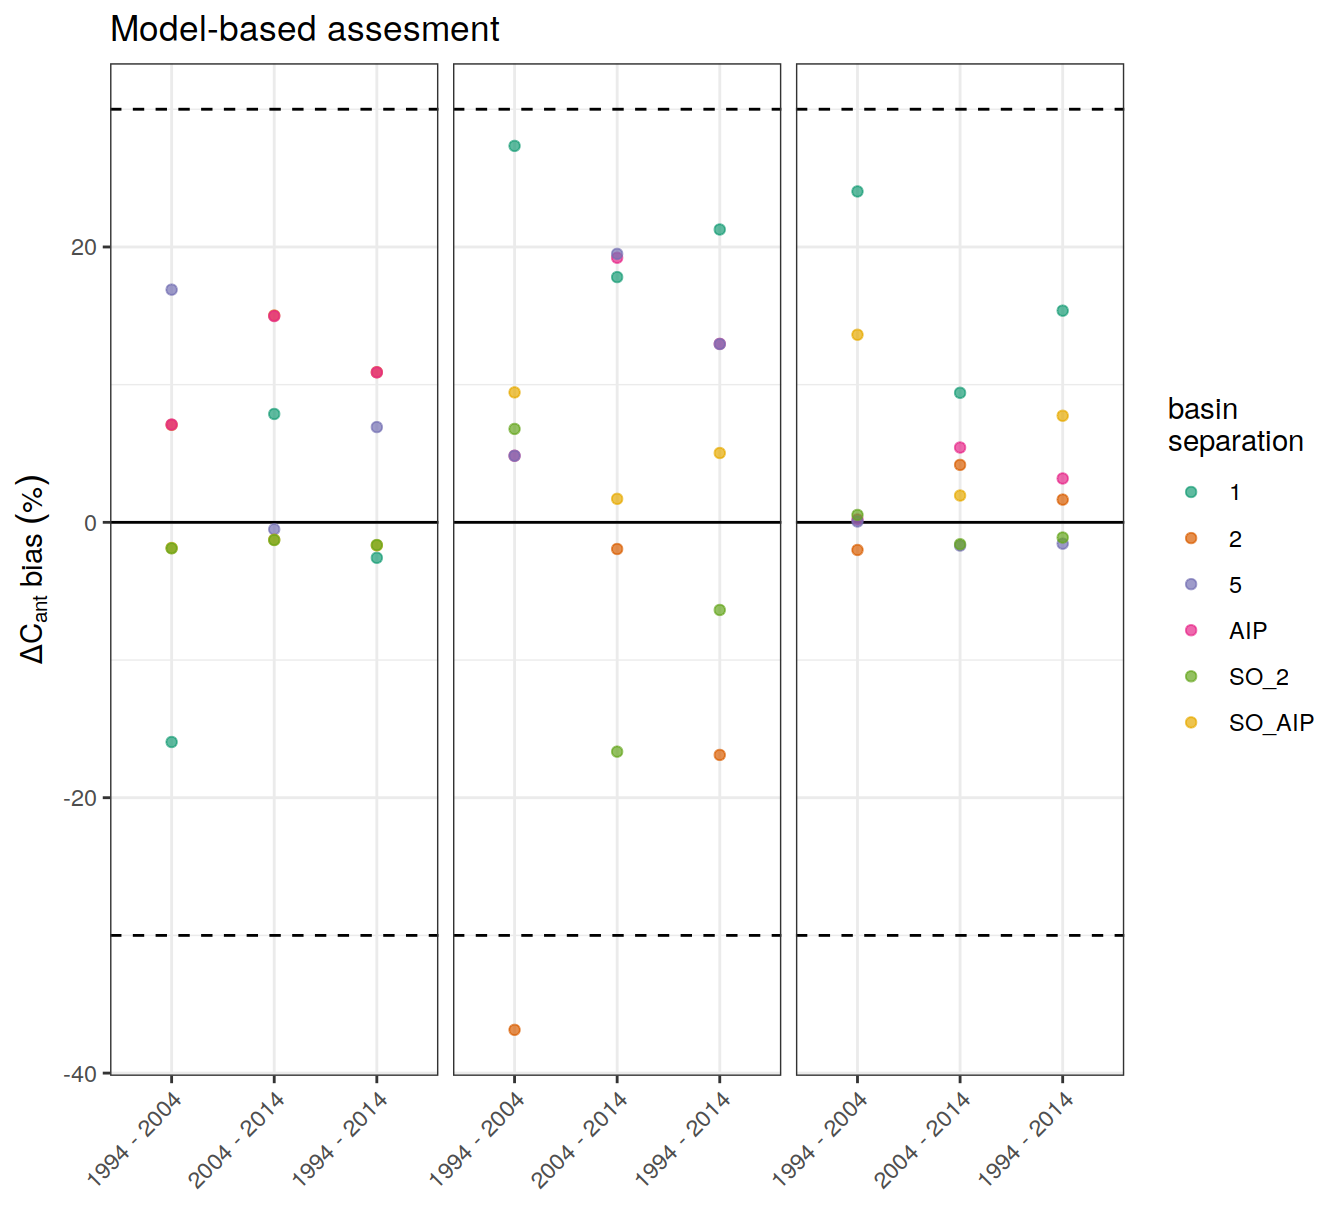 Model-based assesment
ΔCant bias (%)
20
0
-20
-40
1994 - 2004
2004 - 2014
1994 - 2014
1994 - 2004
2004 - 2014
1994 - 2014
1994 - 2004
2004 - 2014
1994 - 2014
basin
separation
1
2
5
AIP
SO_2
SO_AIP